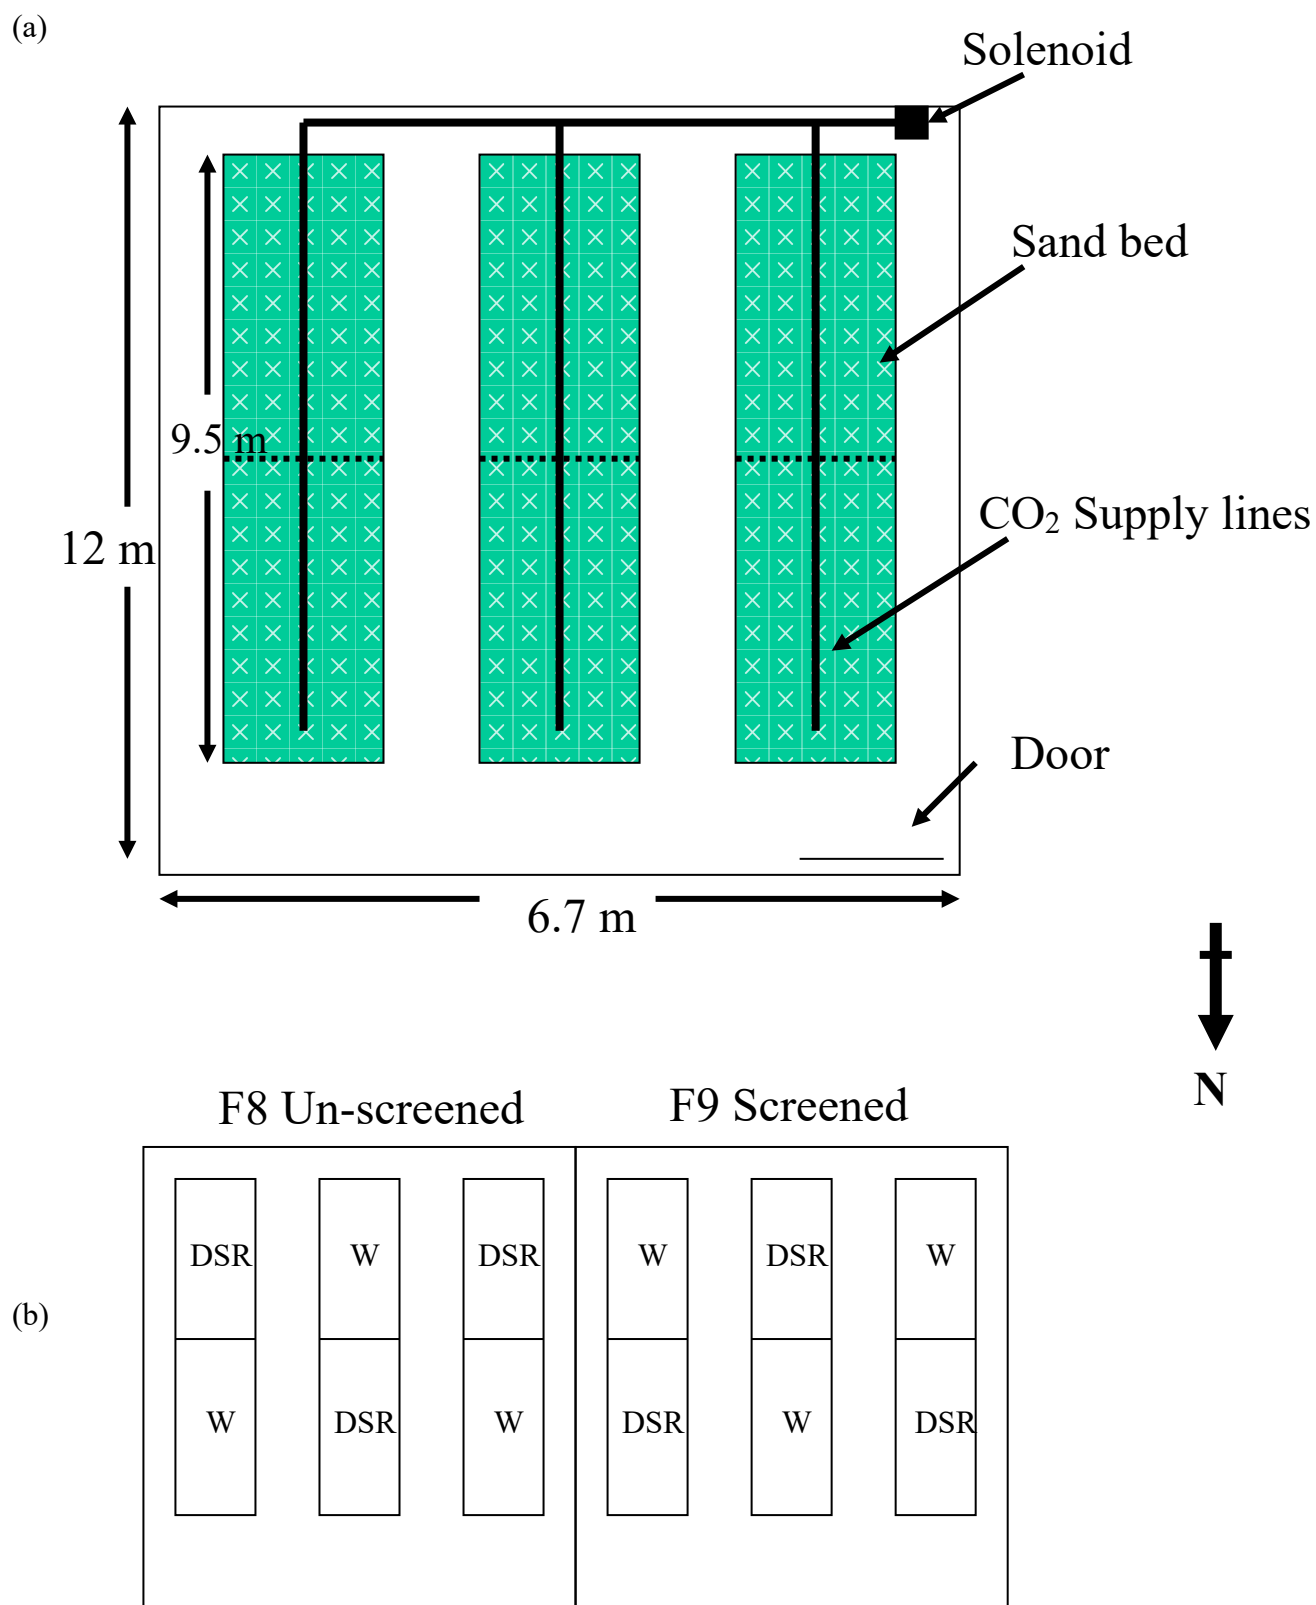 (a)
Solenoid
Sand bed
9.5 m
CO₂ Supply lines
12 m
Door
6.7 m
N
F8 Un-screened
F9 Screened
DSR
W
DSR
W
DSR
W
(b)
W
DSR
W
DSR
W
DSR